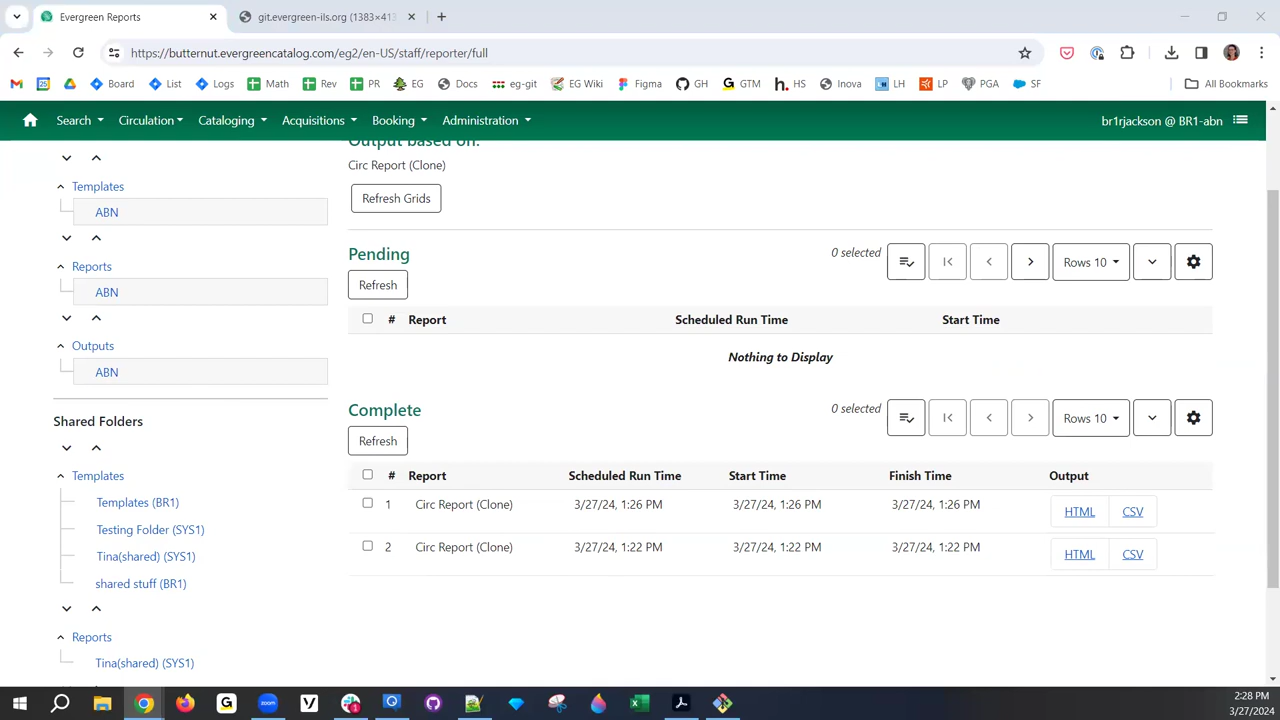 Evergreen Reports
git.evergreen-ils.org (1383×413
https://butternut.evergreencatalog.com/eg2/en-US/staff/reporter/full
Board List Logs Math Rev PR EG Docs eg-git EG Wiki Figma GH GTM HS Inova LH LP PGA SF All Bookmarks
Search Circulation Cataloging Acquisitions Booking Administration br1rjackson @ BR1-abn
Output based on:
Circ Report (Clone)
Refresh Grids
Templates
ABN
Reports
ABN
Outputs
ABN
Shared Folders
Templates
Templates (BR1)
Testing Folder (SYS1)
Tina(shared) (SYS1)
shared stuff (BR1)
Reports
Tina(shared) (SYS1)
Pending
0 selected
Rows 10
Refresh
# Report Scheduled Run Time Start Time
Nothing to Display
Complete
0 selected
Rows 10
Refresh
# Report Scheduled Run Time Start Time Finish Time Output
1 Circ Report (Clone) 3/27/24, 1:26 PM 3/27/24, 1:26 PM 3/27/24, 1:26 PM HTML CSV
2 Circ Report (Clone) 3/27/24, 1:22 PM 3/27/24, 1:22 PM 3/27/24, 1:22 PM HTML CSV
2:28 PM
3/27/2024